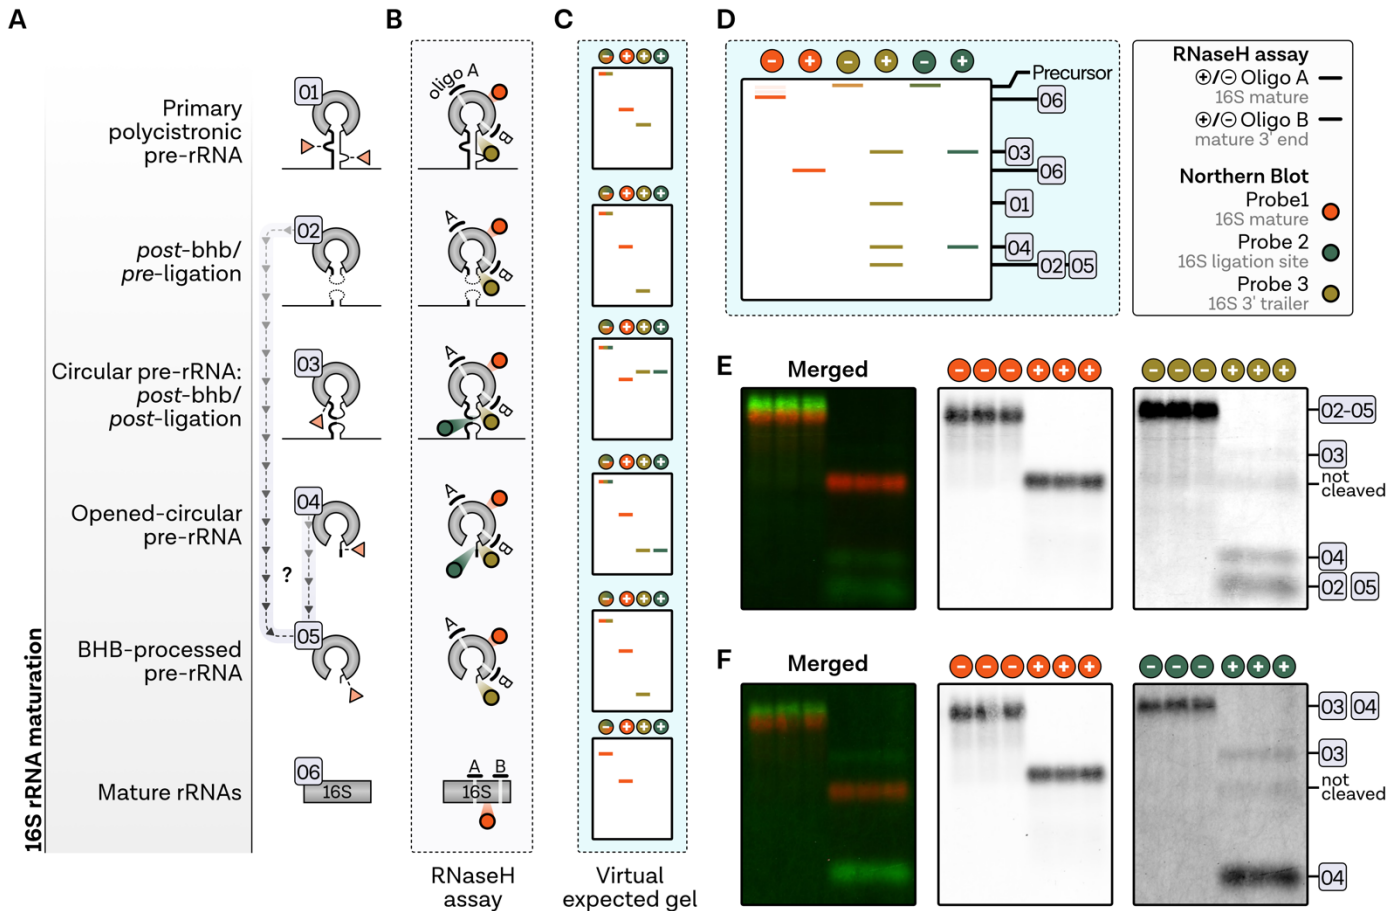 A
B
C
D
01
Primary
polycistronic
pre-rRNA
02
post-bhb/
pre-ligation
03
Circular pre-rRNA:
post-bhb/
post-ligation
04
Opened-circular
pre-rRNA
?
05
BHB-processed
pre-rRNA
06
16S
Mature rRNAs
16S rRNA maturation
oligo A
B
A
B
A
B
A
B
A
B
A B
16S
RNaseH
assay
- + + +
- + + +
- + + +
- + + +
- + + +
- + + +
Virtual
expected gel
- + - + - +
Precursor
06
03
06
01
04
02 05
RNaseH assay
+/- Oligo A
16S mature
+/- Oligo B
mature 3' end
Northern Blot
Probe1
16S mature
Probe 2
16S ligation site
Probe 3
16S 3' trailer
E
Merged
- - - + + +
- - - + + +
02-05
03
not
cleaved
04
02 05
F
Merged
- - - + + +
- - - + + +
03 04
03
not
cleaved
04